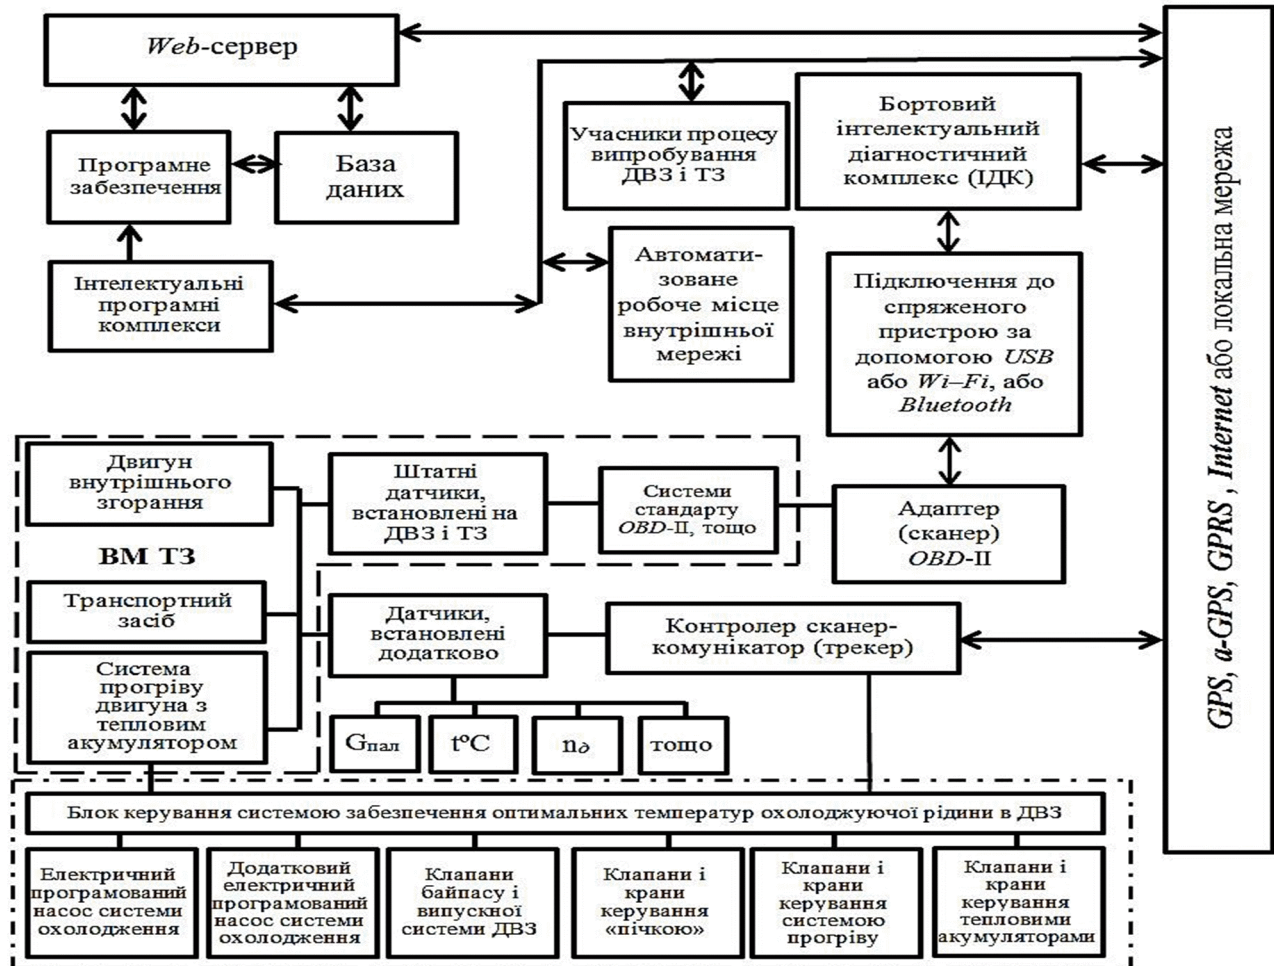 Web-сервер
Програмне
забезпечення
База
даних
Інтелектуальні
програмні
комплекси
Учасники процесу
випробування
ДВЗ і ТЗ
Автомати-
зоване
робоче місце
внутрішньої
мережі
Бортовий
інтелектуальний
діагностичний
комплекс (ІДК)
Підключення до
спряженого
пристрою за
допомогою USB
або Wi–Fi, або
Bluetooth
GPS, a-GPS, GPRS , Internet або локальна мережа
Двигун
внутрішнього
згорання
ВМ ТЗ
Транспортний
засіб
Система
прогріву
двигуна з
тепловим
акумулятором
Штатні
датчики,
встановлені на
ДВЗ і ТЗ
Системи
стандарту
OBD-II, тощо
Адаптер
(сканер)
OBD-II
Датчики,
встановлені
додатково
Контролер сканер-
комунікатор (трекер)
Gпал
t°C
nд
тощо
Блок керування системою забезпечення оптимальних температур охолоджуючої рідини в ДВЗ
Електричний
програмований
насос системи
охолодження
Додатковий
електричний
програмований
насос системи
охолодження
Клапани
байпасу і
випускної
системи ДВЗ
Клапани і
крани
керування
«пічкою»
Клапани і
крани
керування
системою
прогріву
Клапани і
крани
керування
тепловими
акумуляторами